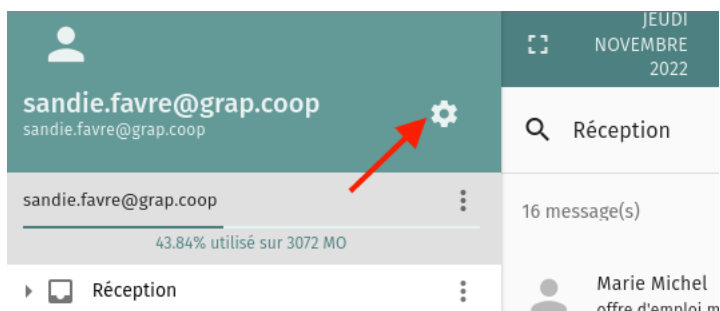 sandie.favre@grap.coop
sandie.favre@grap.coop
sandie.favre@grap.coop
43.84% utilisé sur 3072 MO
Réception
JEUDI
NOVEMBRE
2022
Réception
16 message(s)
Marie Michel
offre d'emploi m